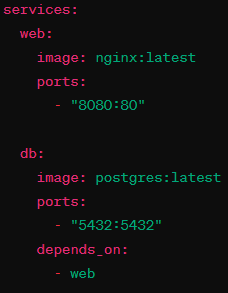 services:
  web:
    image: nginx:latest
    ports:
      - "8080:80"

  db:
    image: postgres:latest
    ports:
      - "5432:5432"
    depends_on:
      - web